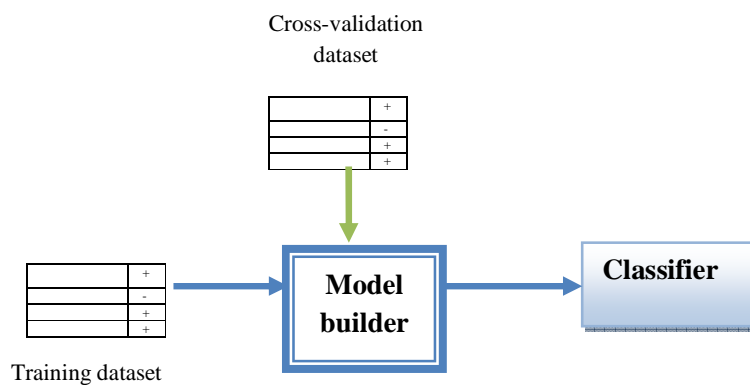 Cross-validation
dataset
+
-
+
+
+
-
+
+
Model
builder
Classifier
Training dataset